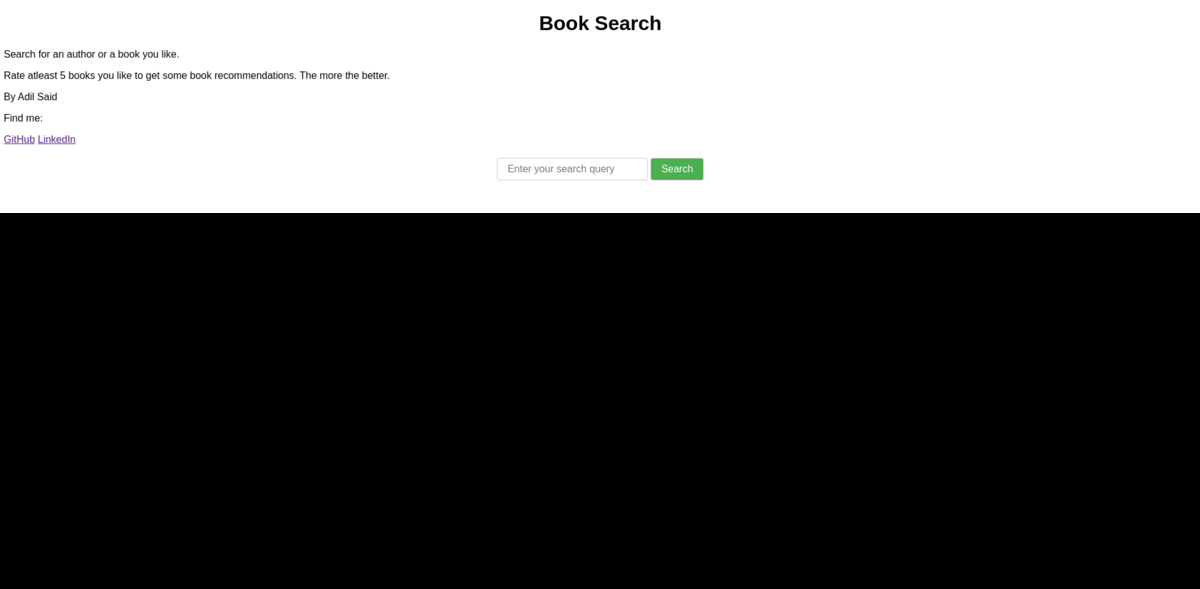 Book Search
Search for an author or a book you like.
Rate atleast 5 books you like to get some book recommendations. The more the better.
By Adil Said
Find me:
GitHub LinkedIn
Enter your search query Search